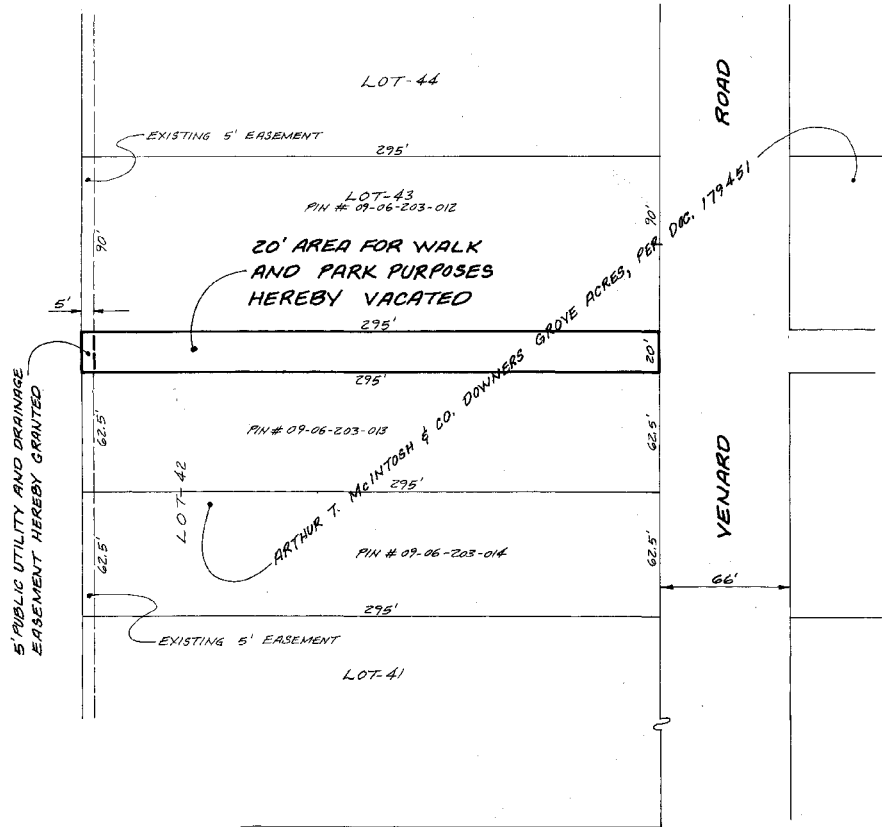 LOT-44
ROAD
EXISTING 5' EASEMENT
295'
LOT-43
PIN # 09-06-203-012
90'
90'
20' AREA FOR WALK
AND PARK PURPOSES
HEREBY VACATED
ARTHUR T. McINTOSH & CO. DOWNERS GROVE ACRES, PER DOC. 179451
5'
295'
20'
295'
5' PUBLIC UTILITY AND DRAINAGE
EASEMENT HEREBY GRANTED
62.5'
PIN # 09-06-203-013
62.5'
VENARD
LOT-42
295'
62.5'
PIN # 09-06-203-014
62.5'
66'
295'
EXISTING 5' EASEMENT
LOT-41